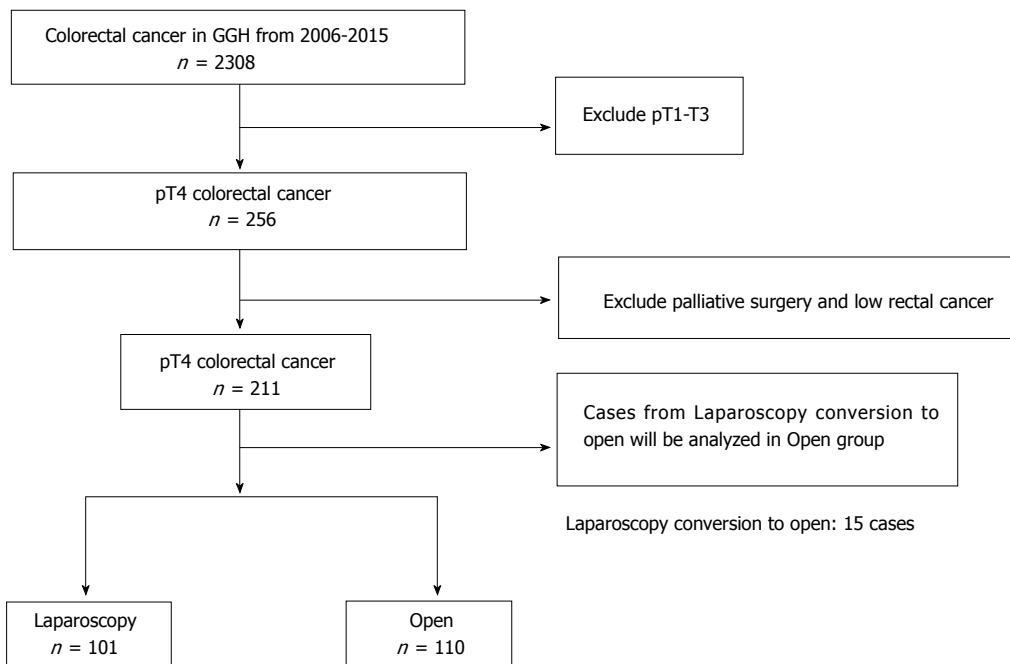 Colorectal cancer in GGH from 2006-2015
n = 2308
Exclude pT1-T3
pT4 colorectal cancer
n = 256
Exclude palliative surgery and low rectal cancer
pT4 colorectal cancer
n = 211
Cases from Laparoscopy conversion to
open will be analyzed in Open group
Laparoscopy conversion to open: 15 cases
Laparoscopy
n = 101
Open
n = 110